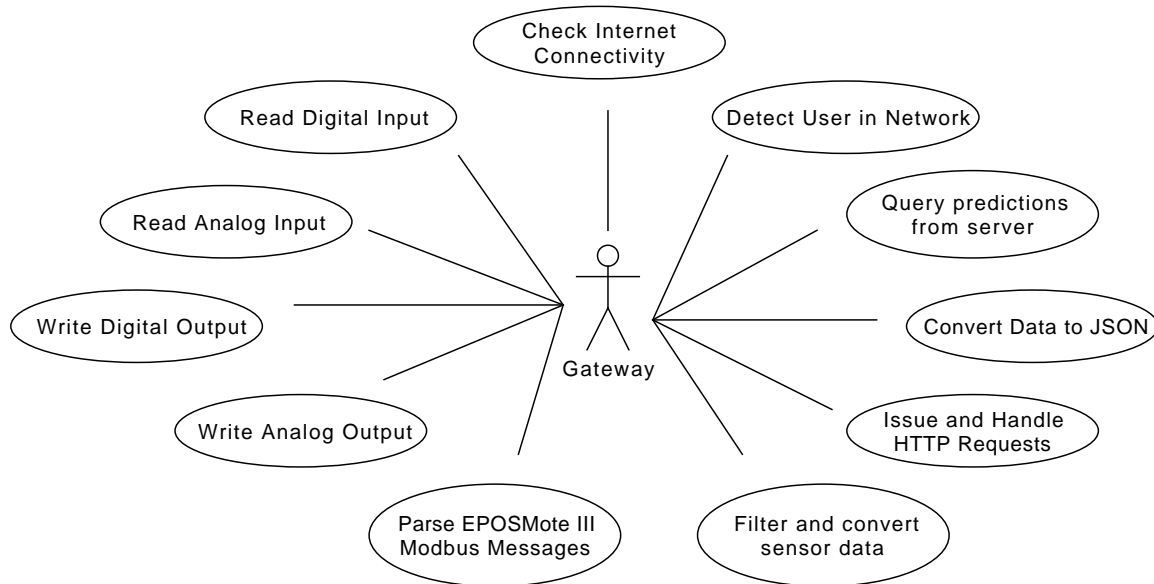 Check Internet
Connectivity
Read Digital Input
Detect User in Network
Read Analog Input
Query predictions
from server
Write Digital Output
Convert Data to JSON
Gateway
Write Analog Output
Issue and Handle
HTTP Requests
Parse EPOSMote III
Modbus Messages
Filter and convert
sensor data